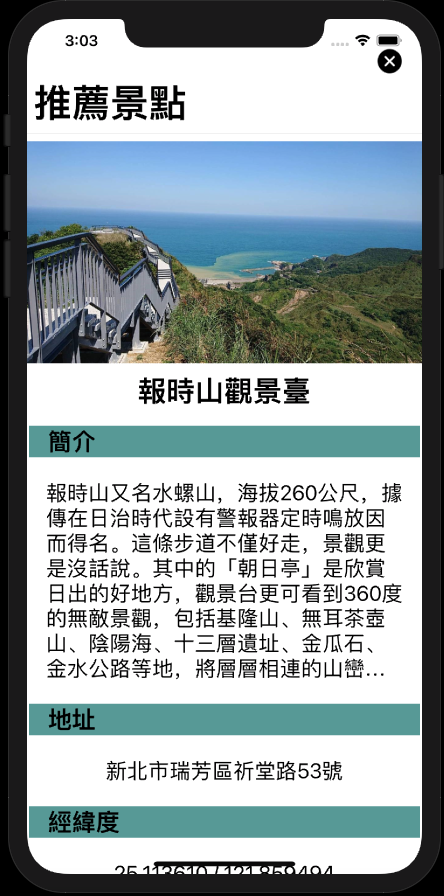 3:03
推薦景點
報時山觀景臺
簡介
報時山又名水螺山，海拔260公尺，據
傳在日治時代設有警報器定時鳴放因
而得名。這條步道不僅好走，景觀更
是沒話說。其中的「朝日亭」是欣賞
日出的好地方，觀景台更可看到360度
的無敵景觀，包括基隆山、無耳茶壺
山、陰陽海、十三層遺址、金瓜石、
金水公路等地，將層層相連的山巒...
地址
新北市瑞芳區祈堂路53號
經緯度
25.113610 / 121.859494